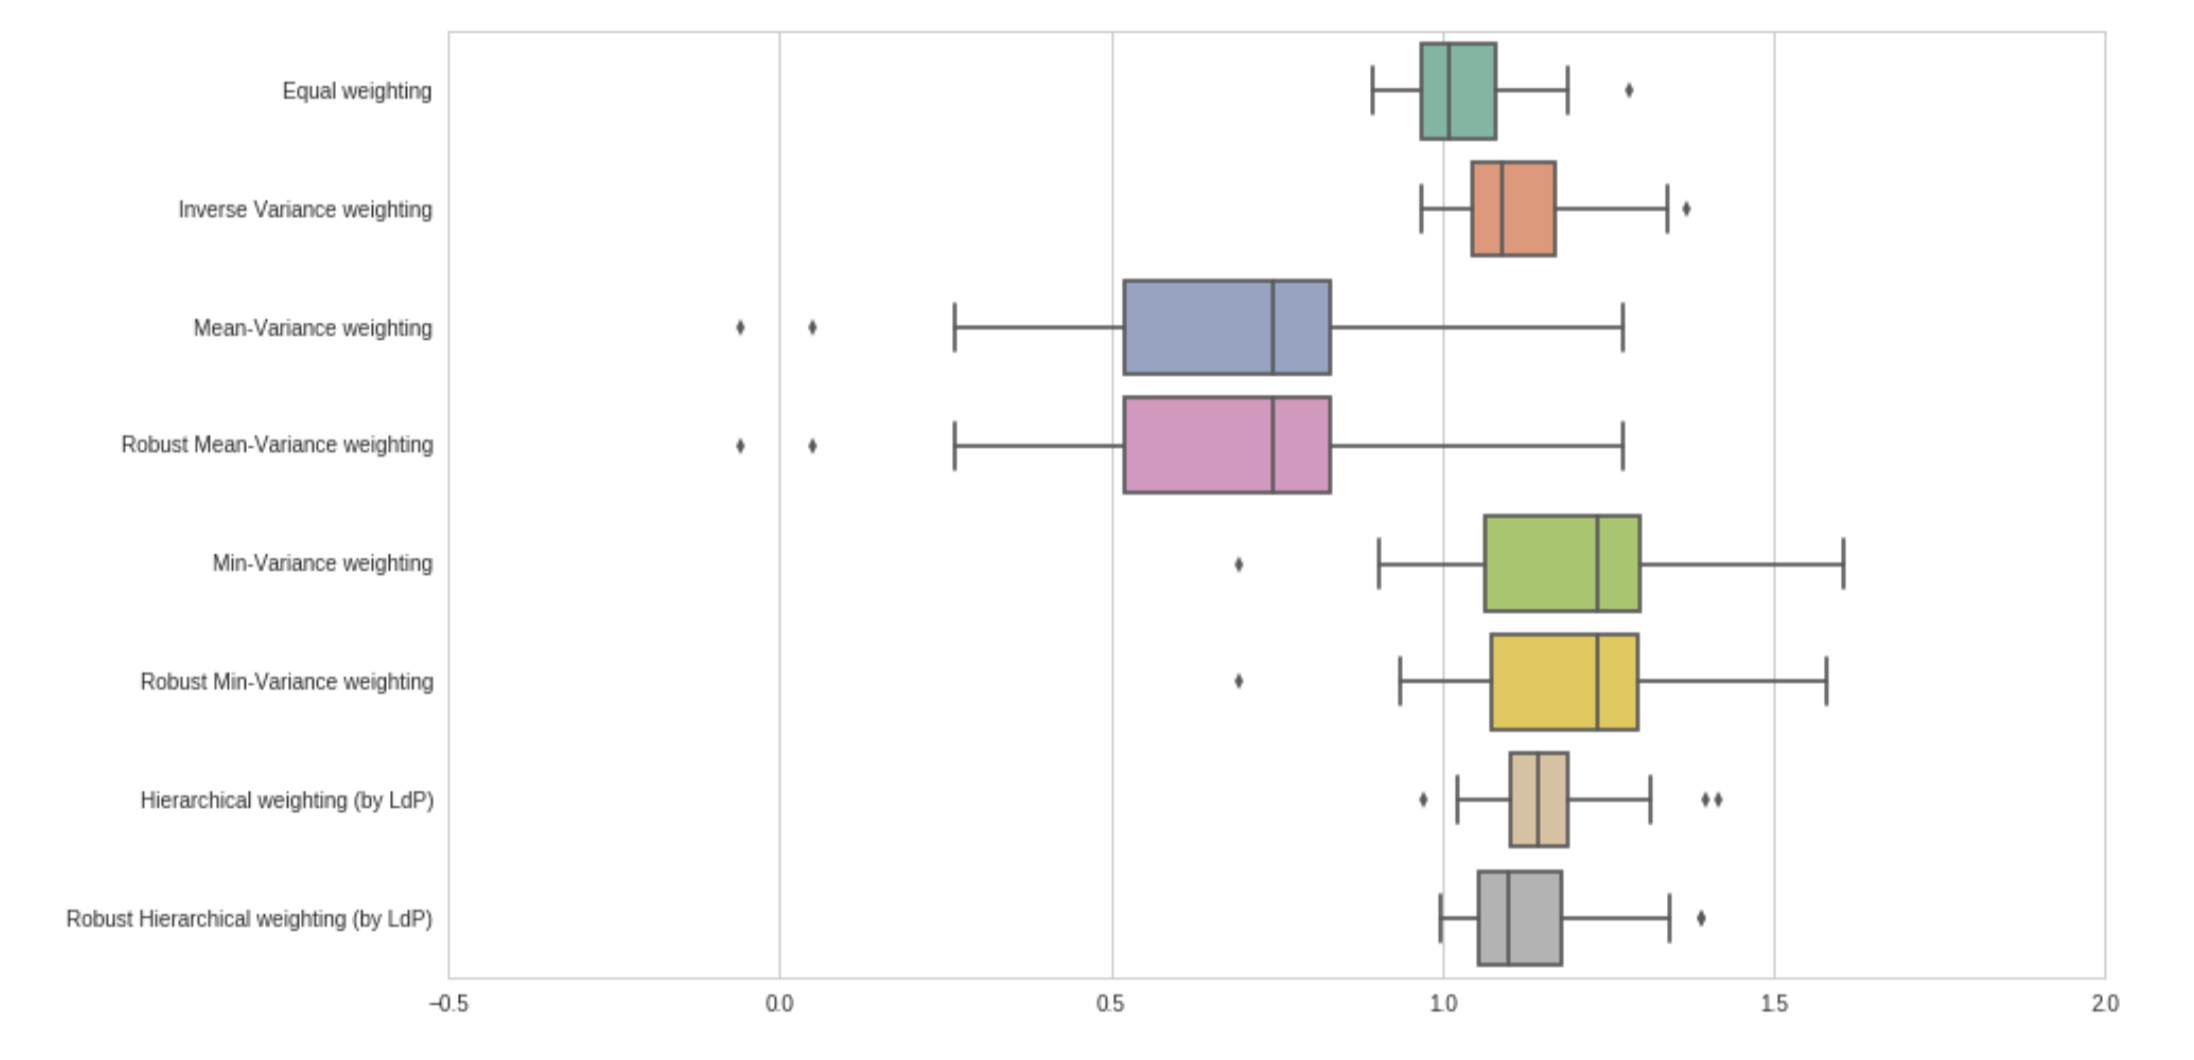 Equal weighting
Inverse Variance weighting
Mean-Variance weighting
Robust Mean-Variance weighting
Min-Variance weighting
Robust Min-Variance weighting
Hierarchical weighting (by LdP)
Robust Hierarchical weighting (by LdP)
−0.5 0.0 0.5 1.0 1.5 2.0